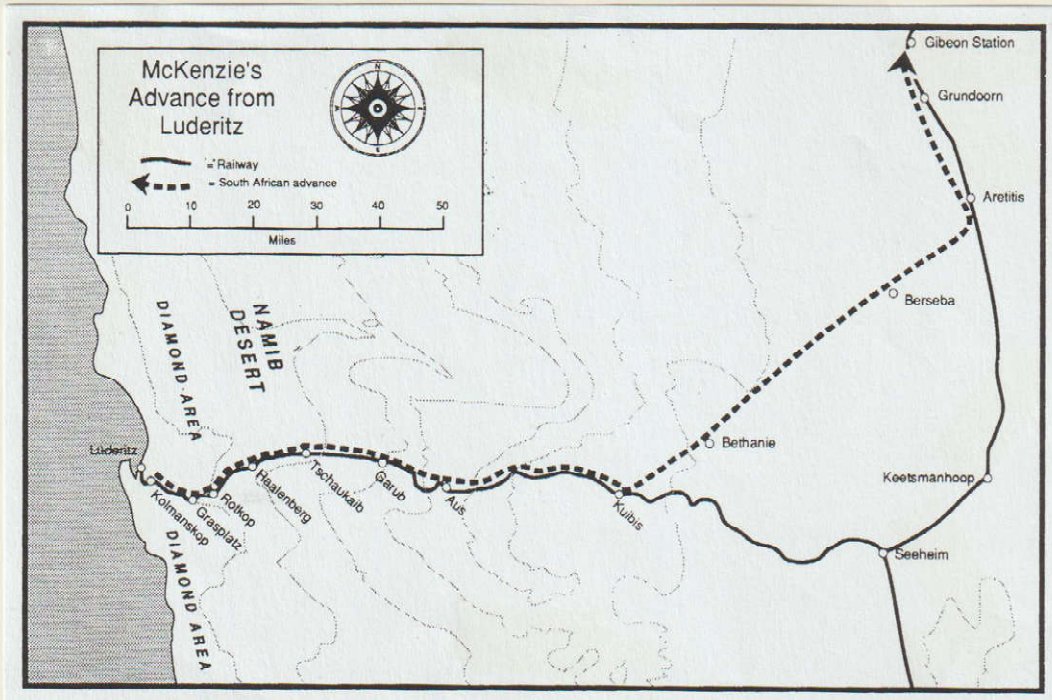 McKenzie's
Advance from
Luderitz
N
= Railway
- South African advance
0 10 20 30 40 50
Miles
Gibeon Station
Grundoorn
Aretitis
Berseba
Bethanie
Keetsmanhoop
Seeheim
NAMIB
DESERT
DIAMOND AREA
Luderitz
Kolmanskop
Grasplatz
Rotkop
Haalenberg
Tschaukaib
Garub
Aus
Kuibis
DIAMOND AREA